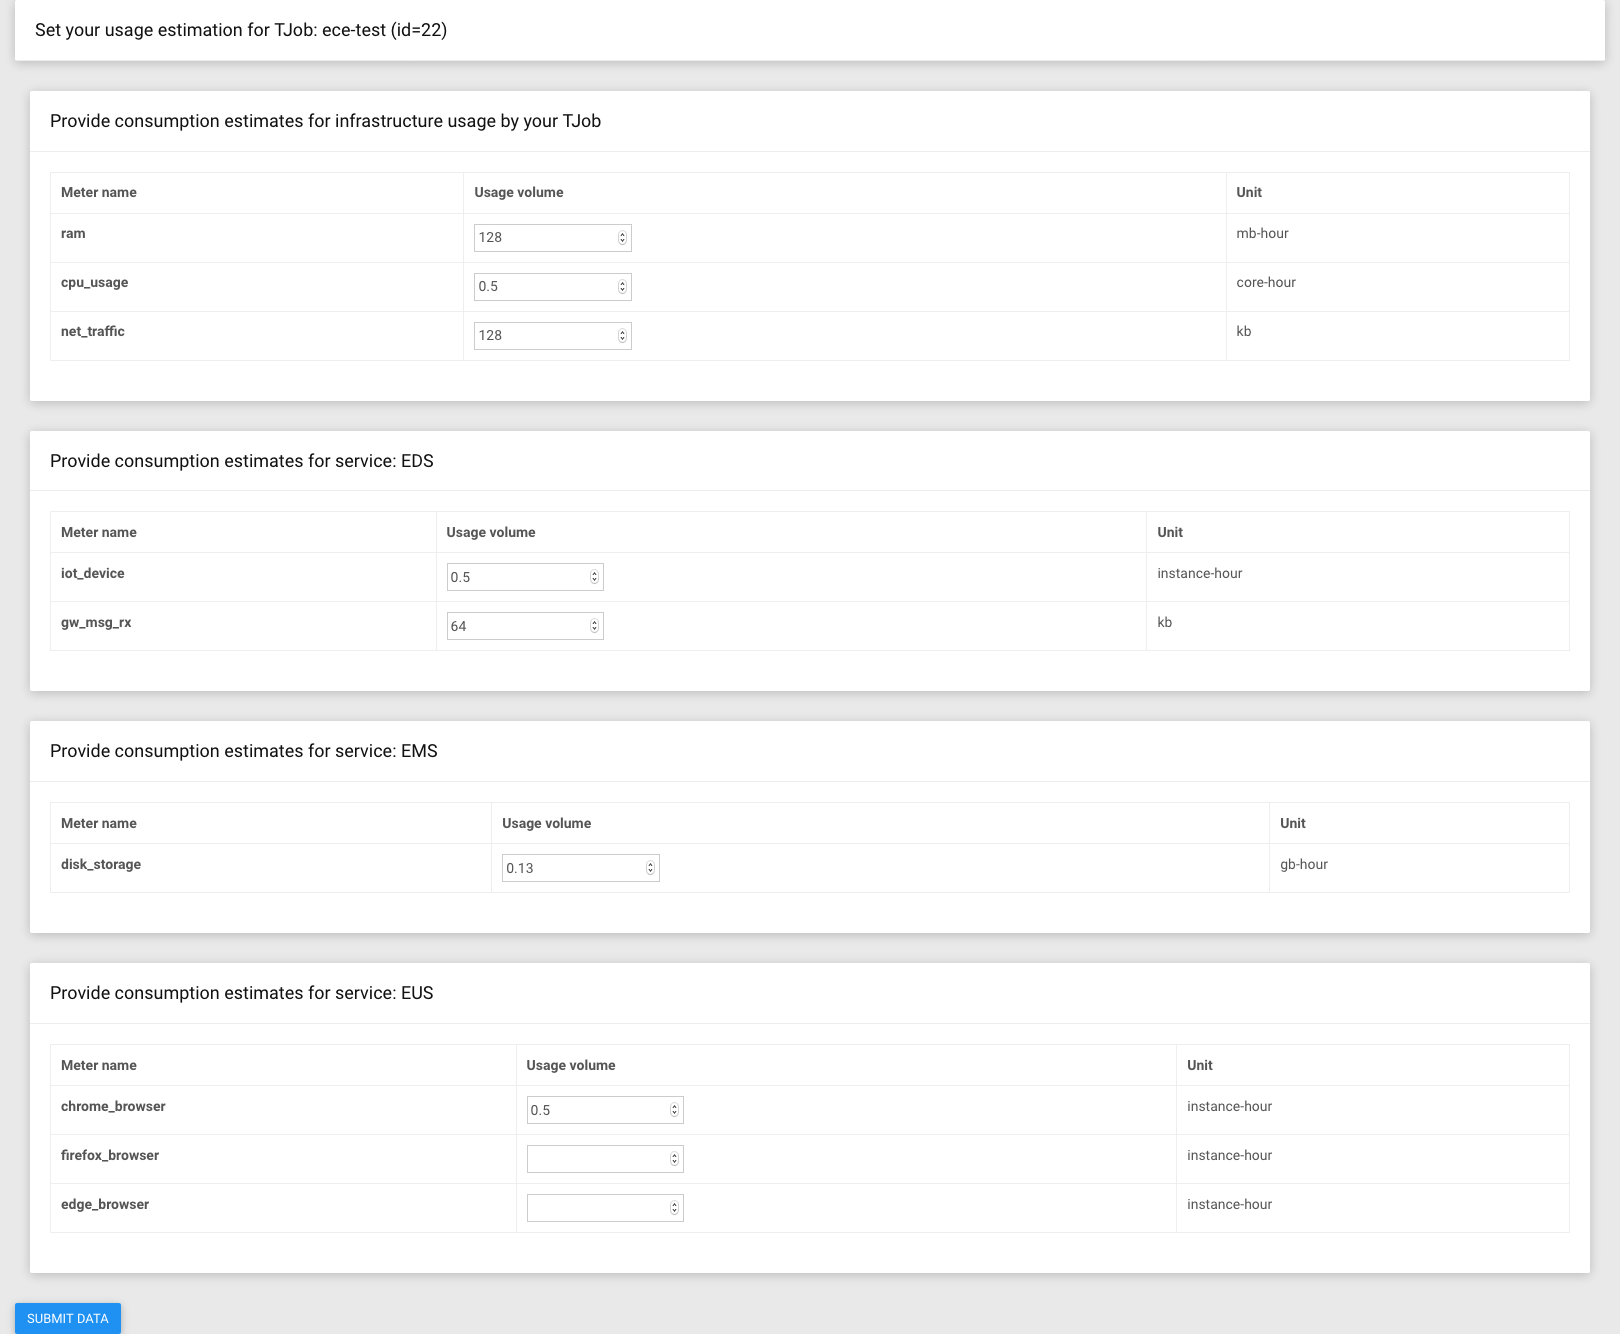 Set your usage estimation for TJob: ece-test (id=22)
Provide consumption estimates for infrastructure usage by your TJob
Meter name Usage volume Unit
ram 128 mb-hour
cpu_usage 0.5 core-hour
net_traffic 128 kb
Provide consumption estimates for service: EDS
Meter name Usage volume Unit
iot_device 0.5 instance-hour
gw_msg_rx 64 kb
Provide consumption estimates for service: EMS
Meter name Usage volume Unit
disk_storage 0.13 gb-hour
Provide consumption estimates for service: EUS
Meter name Usage volume Unit
chrome_browser 0.5 instance-hour
firefox_browser instance-hour
edge_browser instance-hour
SUBMIT DATA